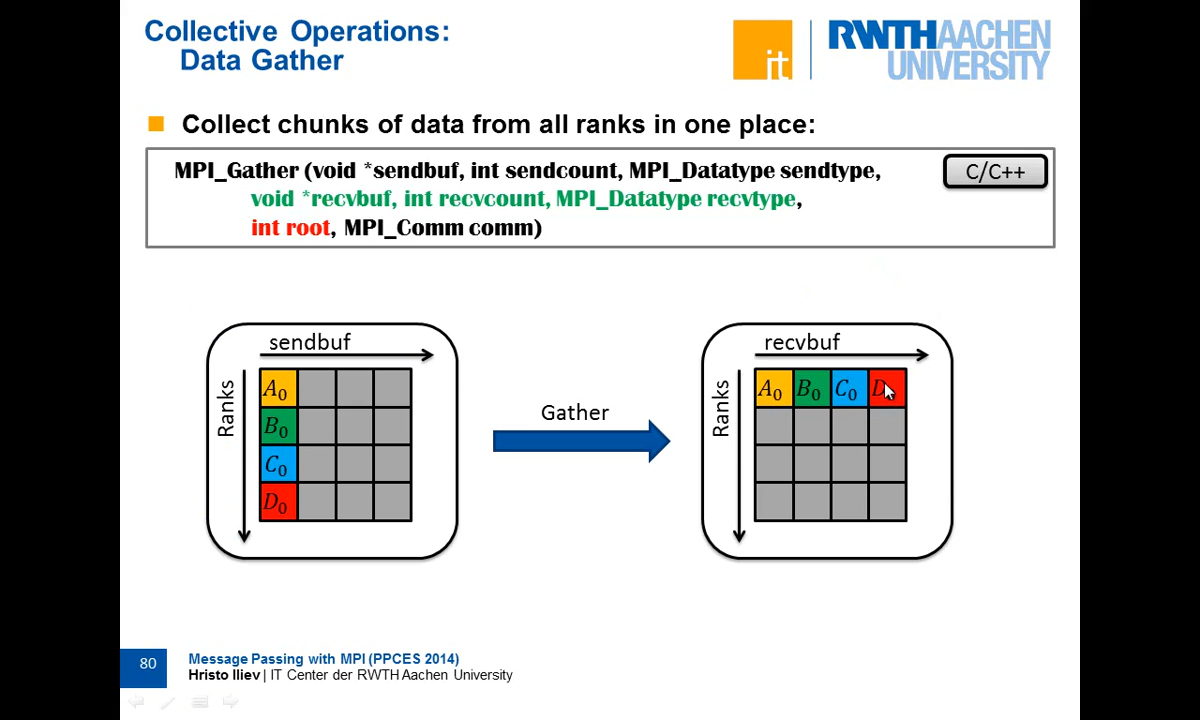 Collective Operations:
Data Gather
it
RWTHAACHEN
UNIVERSITY
Collect chunks of data from all ranks in one place:
MPI_Gather (void *sendbuf, int sendcount, MPI_Datatype sendtype,
void *recvbuf, int recvcount, MPI_Datatype recvtype,
int root, MPI_Comm comm)
C/C++
sendbuf
Ranks
A₀
B₀
C₀
D₀
Gather
recvbuf
Ranks
A₀ B₀ C₀ D
80
Message Passing with MPI (PPCES 2014)
Hristo Iliev | IT Center der RWTH Aachen University